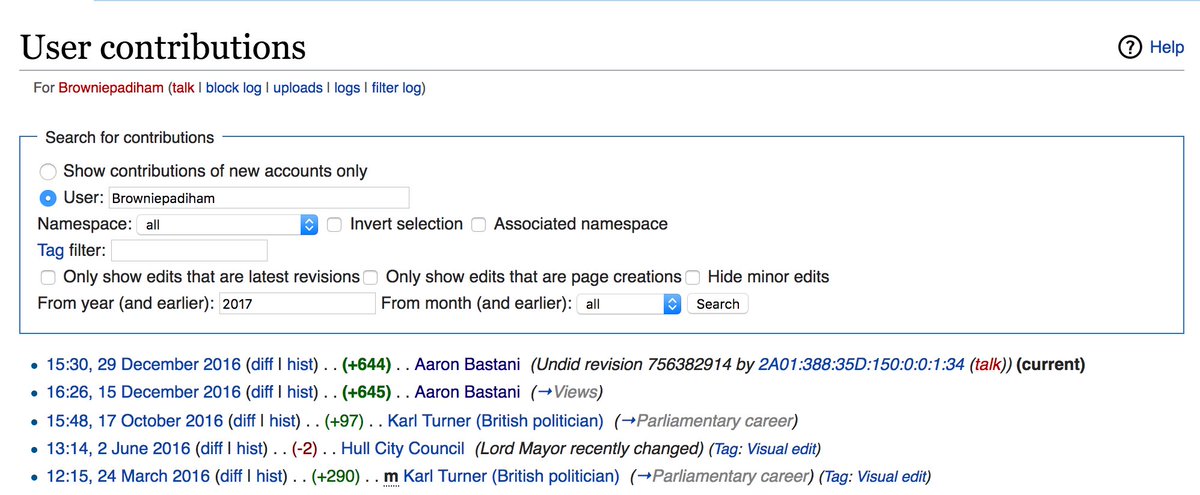 User contributions
? Help
For Browniepadiham (talk | block log | uploads | logs | filter log)
Search for contributions
Show contributions of new accounts only
User: Browniepadiham
Namespace: all Invert selection Associated namespace
Tag filter:
Only show edits that are latest revisions Only show edits that are page creations Hide minor edits
From year (and earlier): 2017 From month (and earlier): all Search
• 15:30, 29 December 2016 (diff | hist) . . (+644) . . Aaron Bastani (Undid revision 756382914 by 2A01:388:35D:150:0:0:1:34 (talk)) (current)
• 16:26, 15 December 2016 (diff | hist) . . (+645) . . Aaron Bastani (→Views)
• 15:48, 17 October 2016 (diff | hist) . . (+97) . . Karl Turner (British politician) (→Parliamentary career)
• 13:14, 2 June 2016 (diff | hist) . . (-2) . . Hull City Council (Lord Mayor recently changed) (Tag: Visual edit)
• 12:15, 24 March 2016 (diff | hist) . . (+290) . . m Karl Turner (British politician) (→Parliamentary career) (Tag: Visual edit)